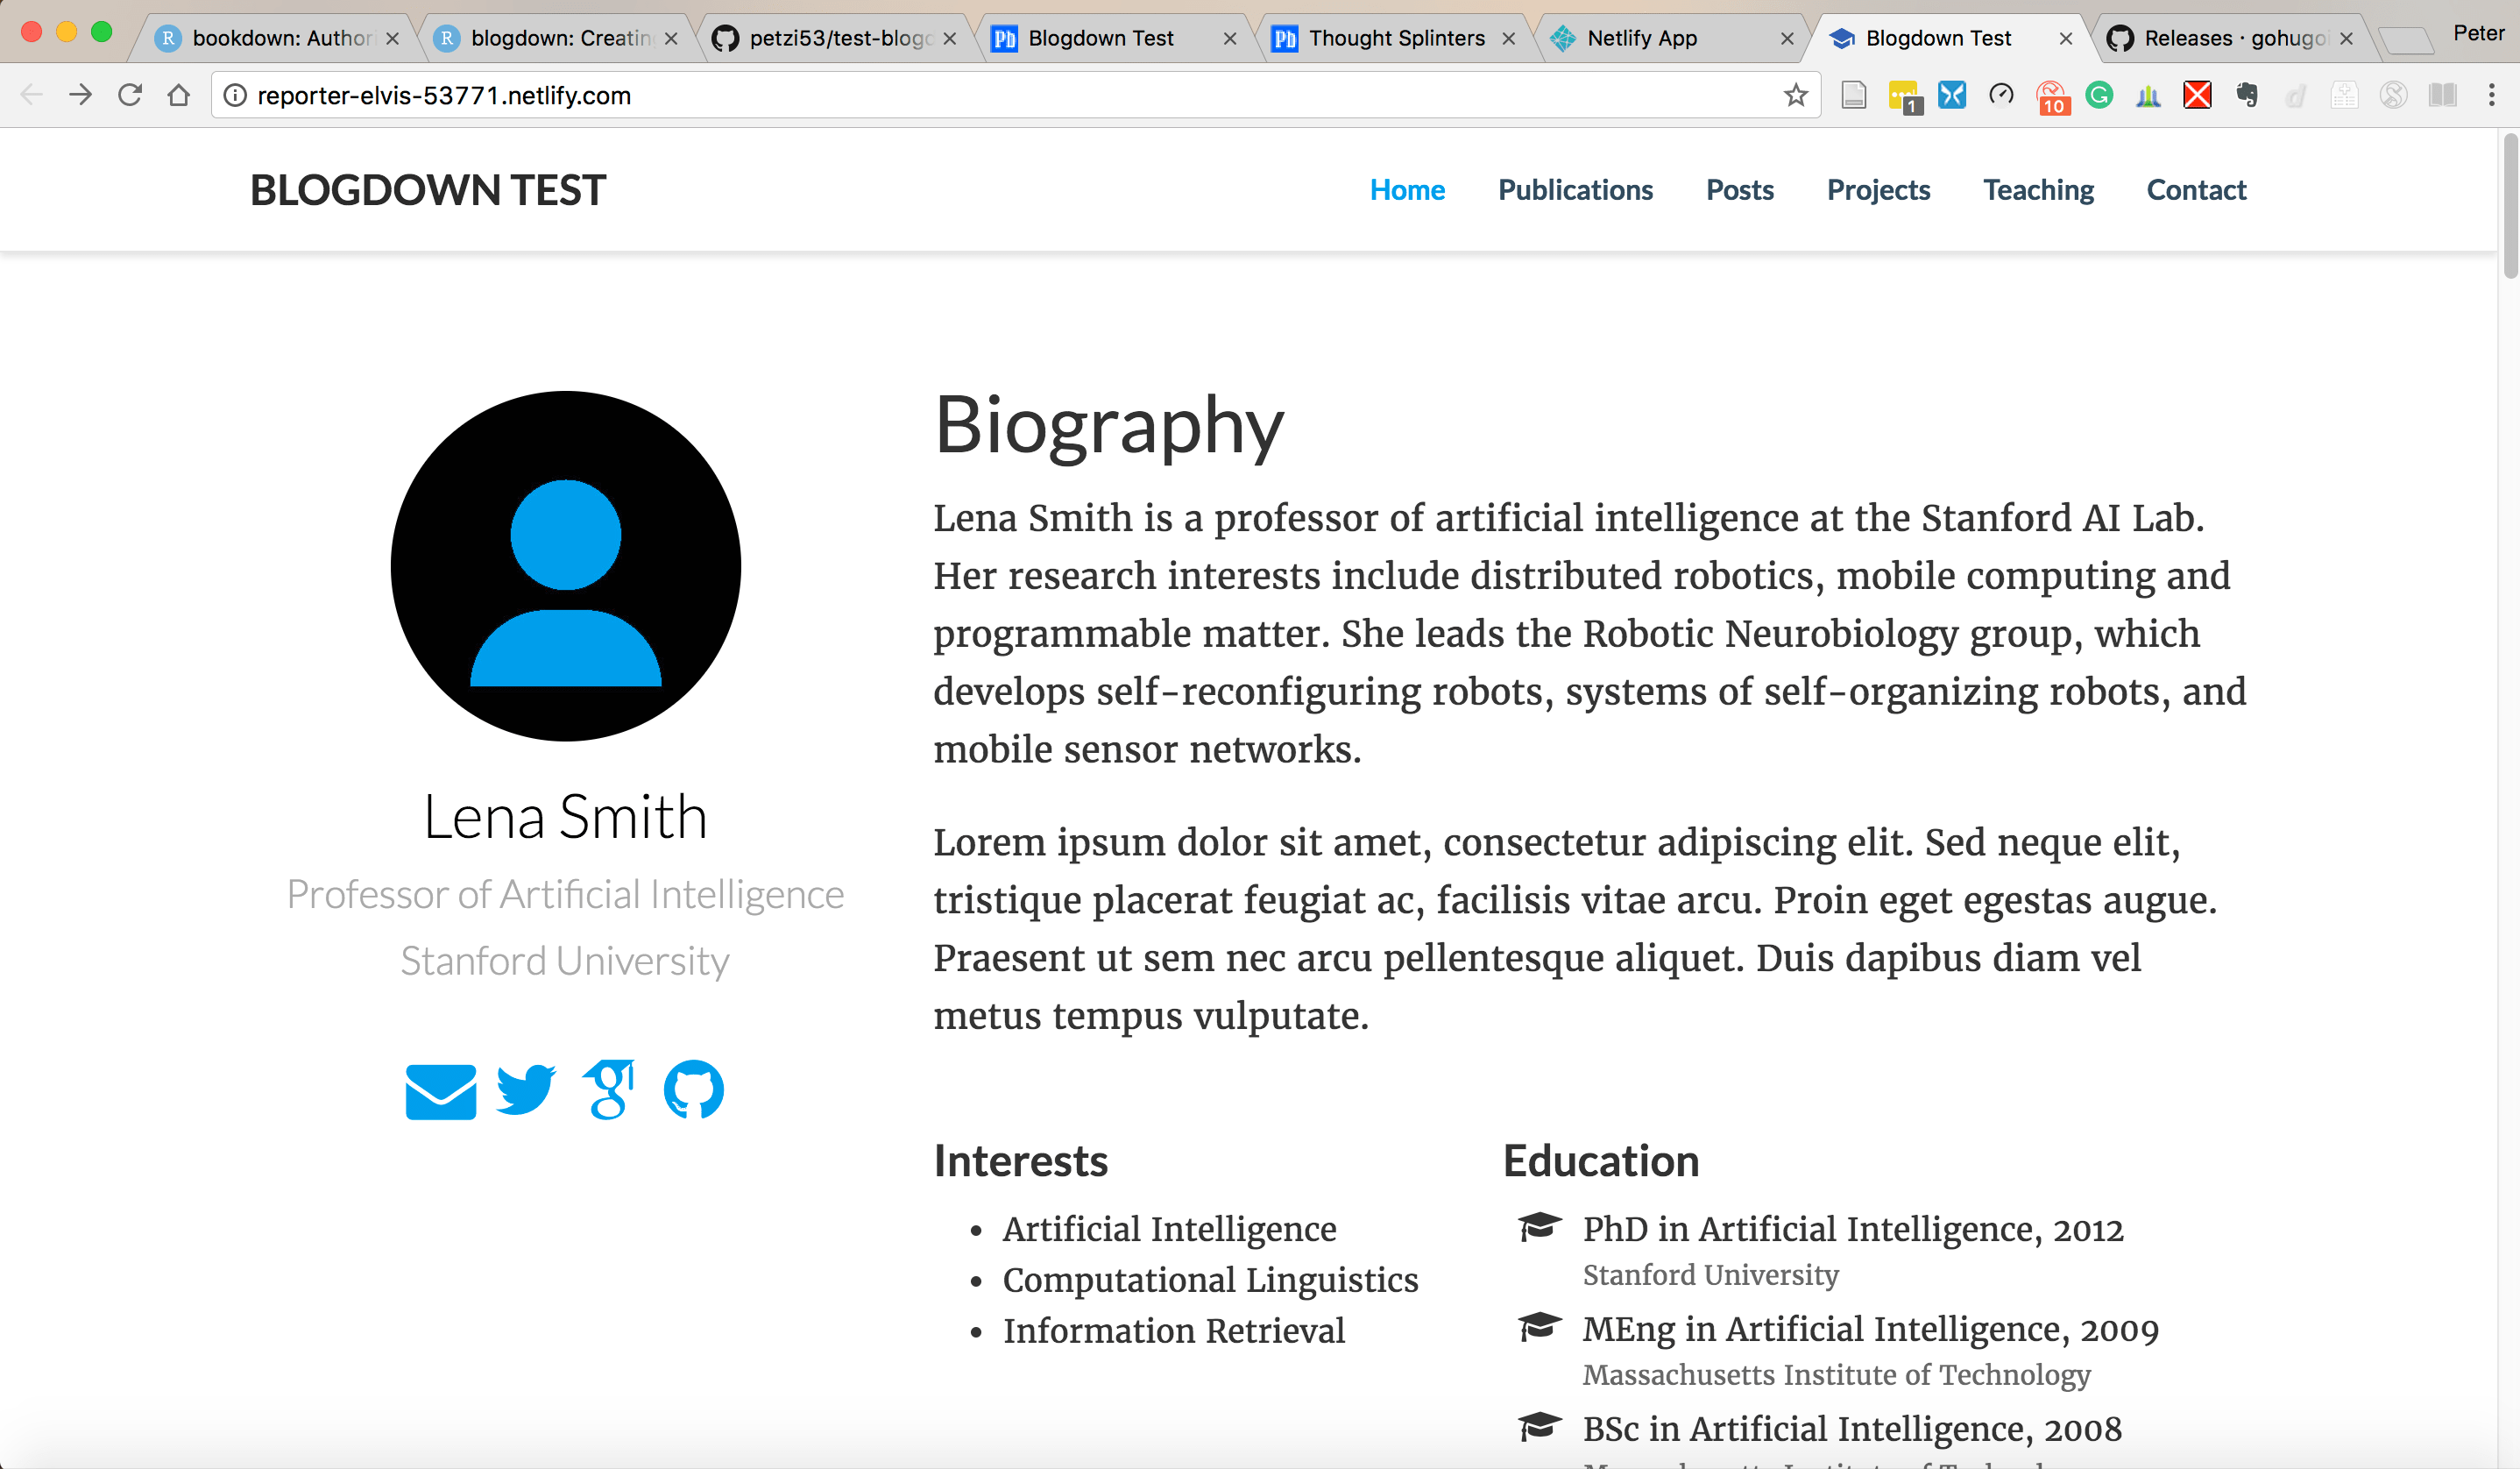 bookdown: Authori
blogdown: Creating
petzi53/test-blogd
Blogdown Test
Thought Splinters
Netlify App
Blogdown Test
Releases · gohugoi
Peter
reporter-elvis-53771.netlify.com
1
10
BLOGDOWN TEST
Home
Publications
Posts
Projects
Teaching
Contact
Biography
Lena Smith is a professor of artificial intelligence at the Stanford AI Lab.
Her research interests include distributed robotics, mobile computing and
programmable matter. She leads the Robotic Neurobiology group, which
develops self-reconfiguring robots, systems of self-organizing robots, and
mobile sensor networks.
Lorem ipsum dolor sit amet, consectetur adipiscing elit. Sed neque elit,
tristique placerat feugiat ac, facilisis vitae arcu. Proin eget egestas augue.
Praesent ut sem nec arcu pellentesque aliquet. Duis dapibus diam vel
metus tempus vulputate.
Lena Smith
Professor of Artificial Intelligence
Stanford University
Interests
Artificial Intelligence
Computational Linguistics
Information Retrieval
Education
PhD in Artificial Intelligence, 2012
Stanford University
MEng in Artificial Intelligence, 2009
Massachusetts Institute of Technology
BSc in Artificial Intelligence, 2008